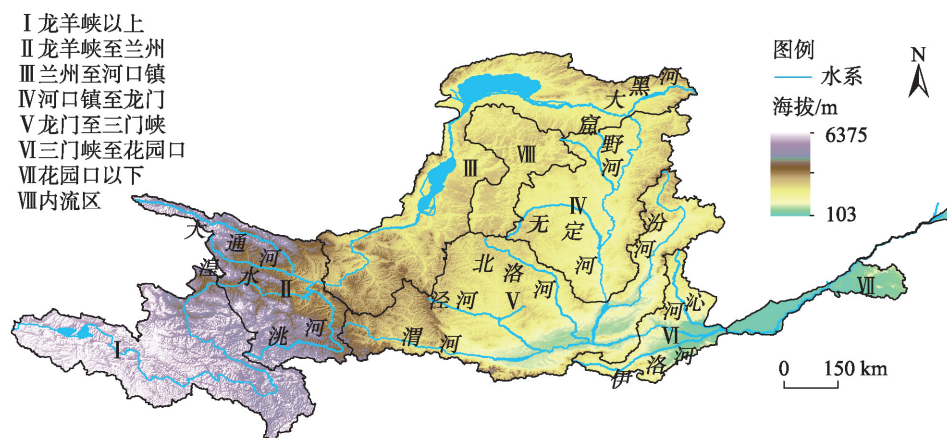 Ⅰ龙羊峡以上
Ⅱ龙羊峡至兰州
Ⅲ兰州至河口镇
Ⅳ河口镇至龙门
Ⅴ龙门至三门峡
Ⅵ三门峡至花园口
Ⅶ花园口以下
Ⅷ内流区
图例
水系
海拔/m
6375
103
N
0 150 km
大黑河
窟野河
Ⅲ
Ⅷ
Ⅳ
无定河
汾河
大通河
湟水
Ⅱ
北洛河
泾河
Ⅴ
沁河
Ⅶ
Ⅰ
洮河
渭河
Ⅵ
伊洛河